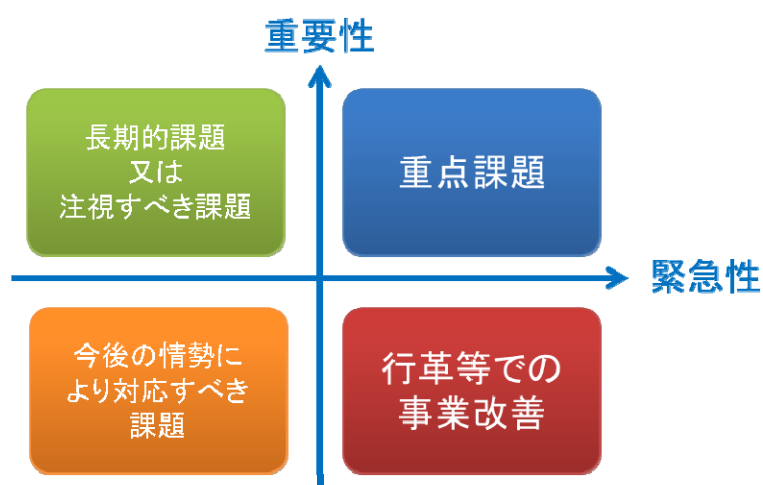 重要性
長期的課題
又は
注視すべき課題
重点課題
緊急性
今後の情勢に
より対応すべき
課題
行革等での
事業改善